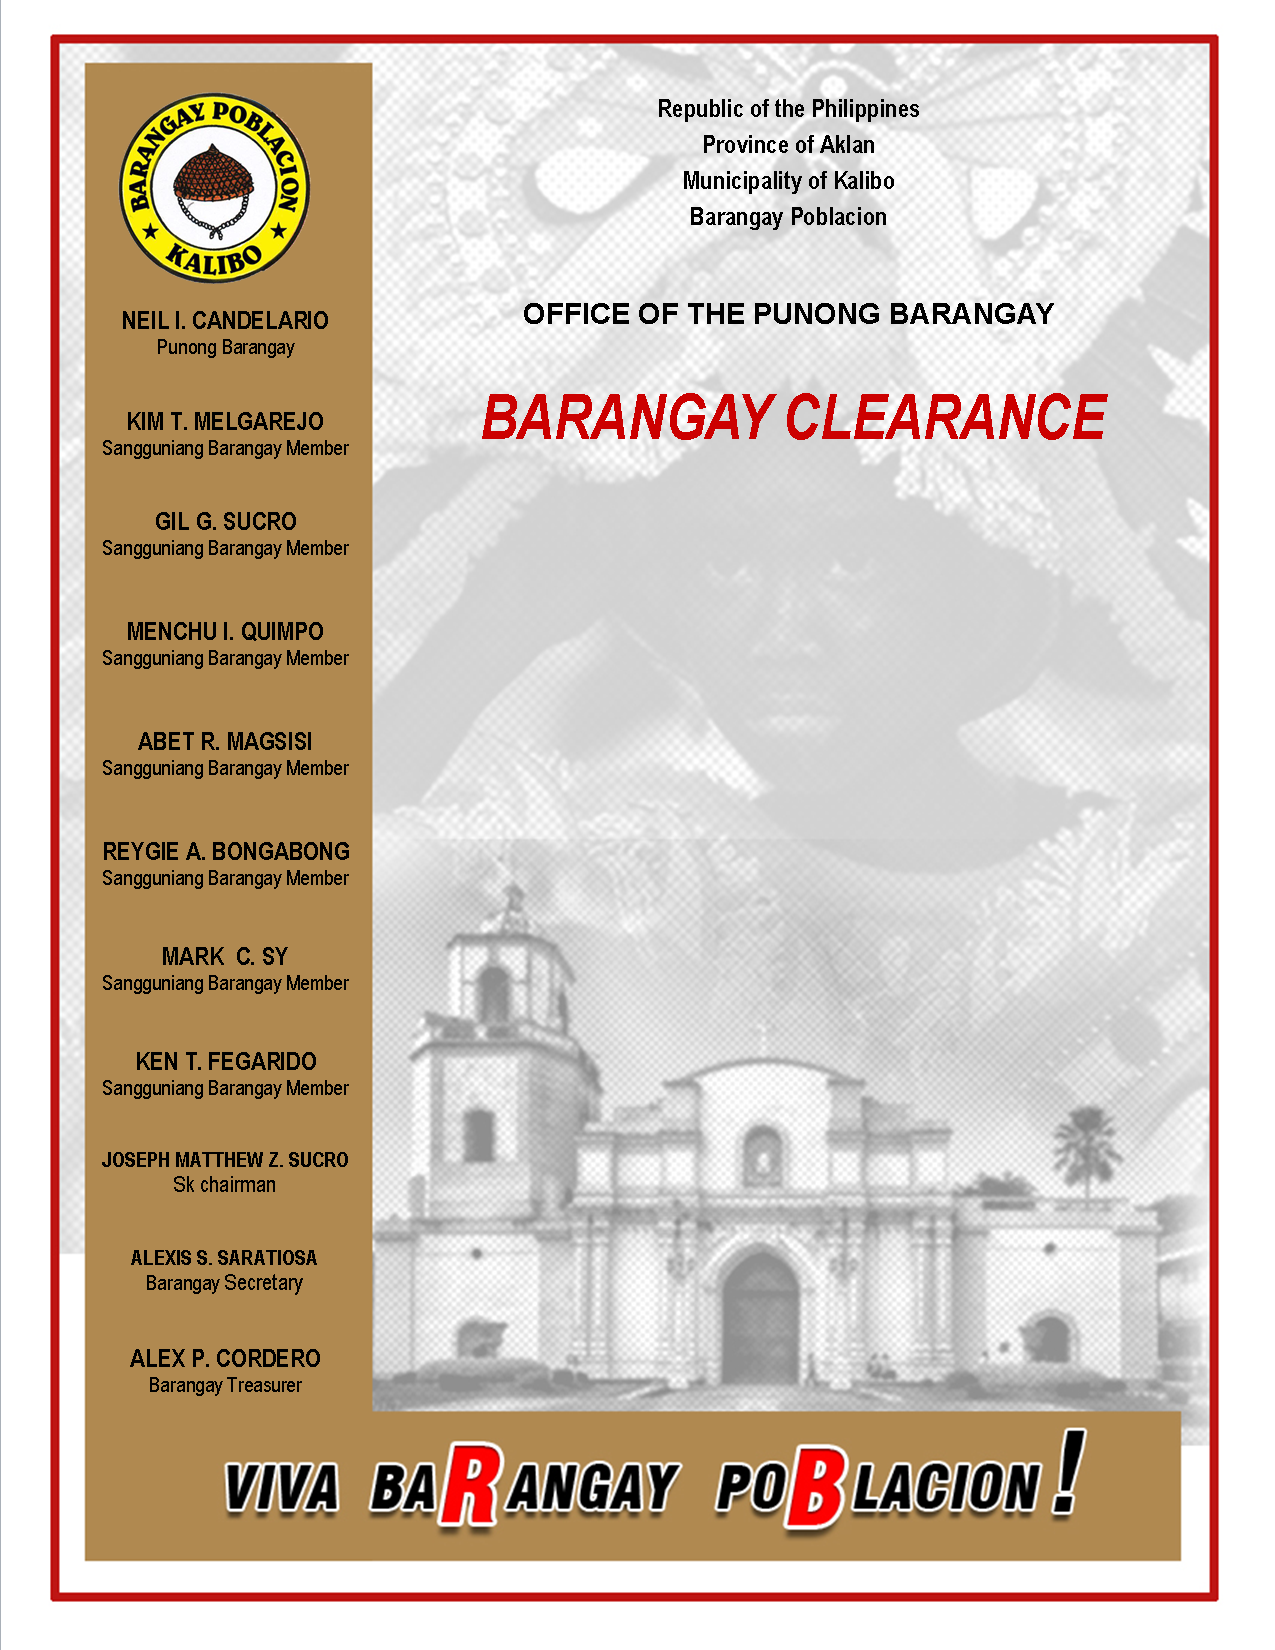 BARANGAY POBLACION
KALIBO
NEIL I. CANDELARIO
Punong Barangay
KIM T. MELGAREJO
Sangguniang Barangay Member
GIL G. SUCRO
Sangguniang Barangay Member
MENCHU I. QUIMPO
Sangguniang Barangay Member
ABET R. MAGSISI
Sangguniang Barangay Member
REYGIE A. BONGABONG
Sangguniang Barangay Member
MARK  C. SY
Sangguniang Barangay Member
KEN T. FEGARIDO
Sangguniang Barangay Member
JOSEPH MATTHEW Z. SUCRO
Sk chairman
ALEXIS S. SARATIOSA
Barangay Secretary
ALEX P. CORDERO
Barangay Treasurer
Republic of the Philippines
Province of Aklan
Municipality of Kalibo
Barangay Poblacion
OFFICE OF THE PUNONG BARANGAY
BARANGAY CLEARANCE
VIVA BARANGAY POBLACION!